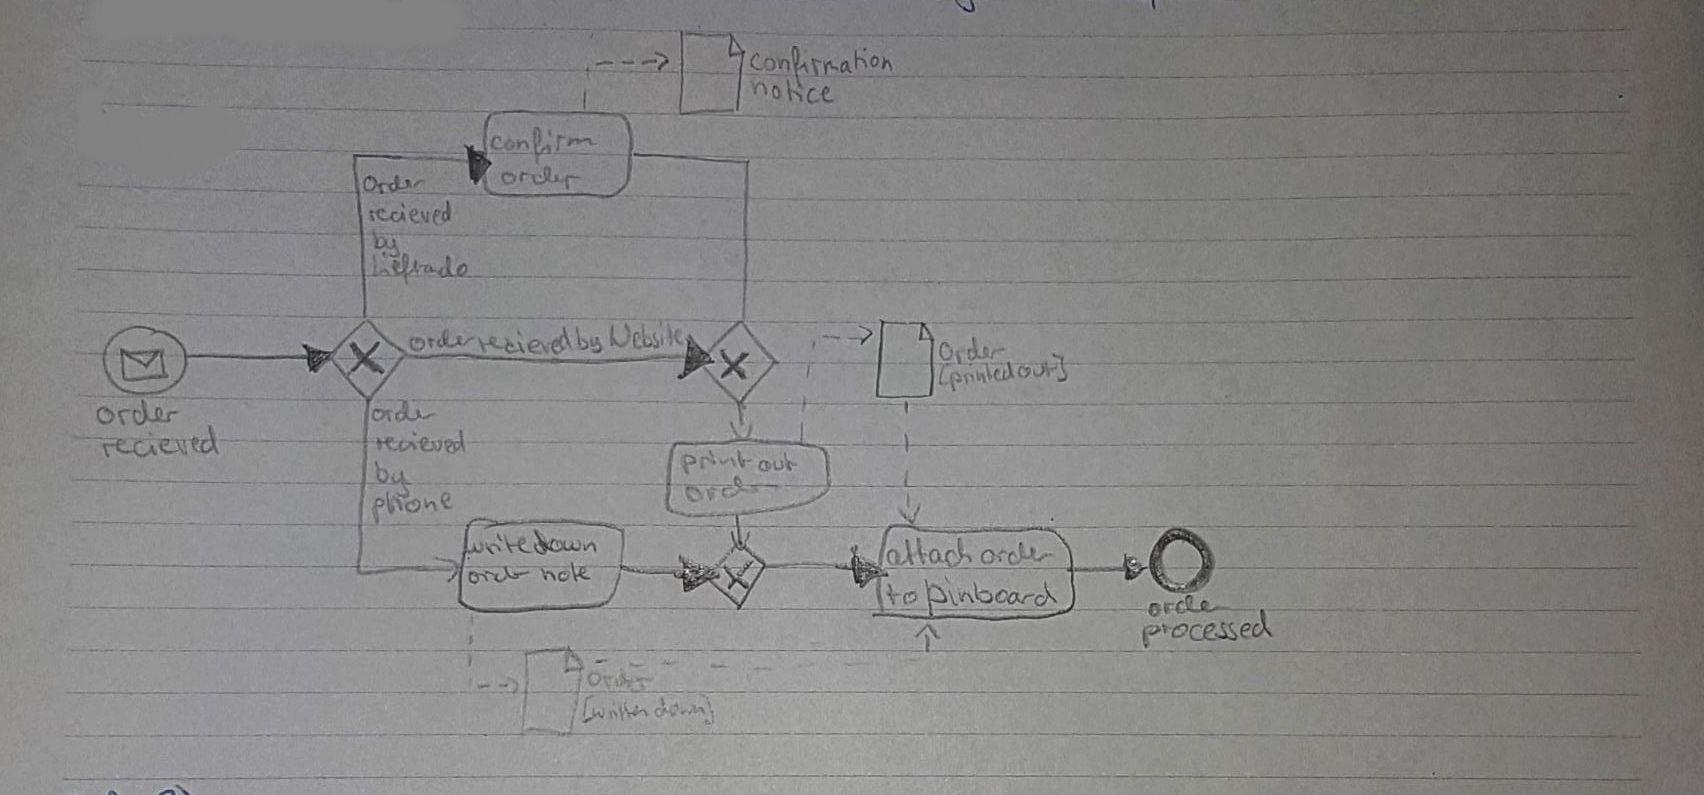 confirmation
notice
confirm
order
Order
recieved
by
Liefrado
order recieved by Website
Order
[printed out]
order
recieved
order
recieved
by
phone
print out
order
write down
order note
attach order
to pinboard
order
processed
Order
[written down]